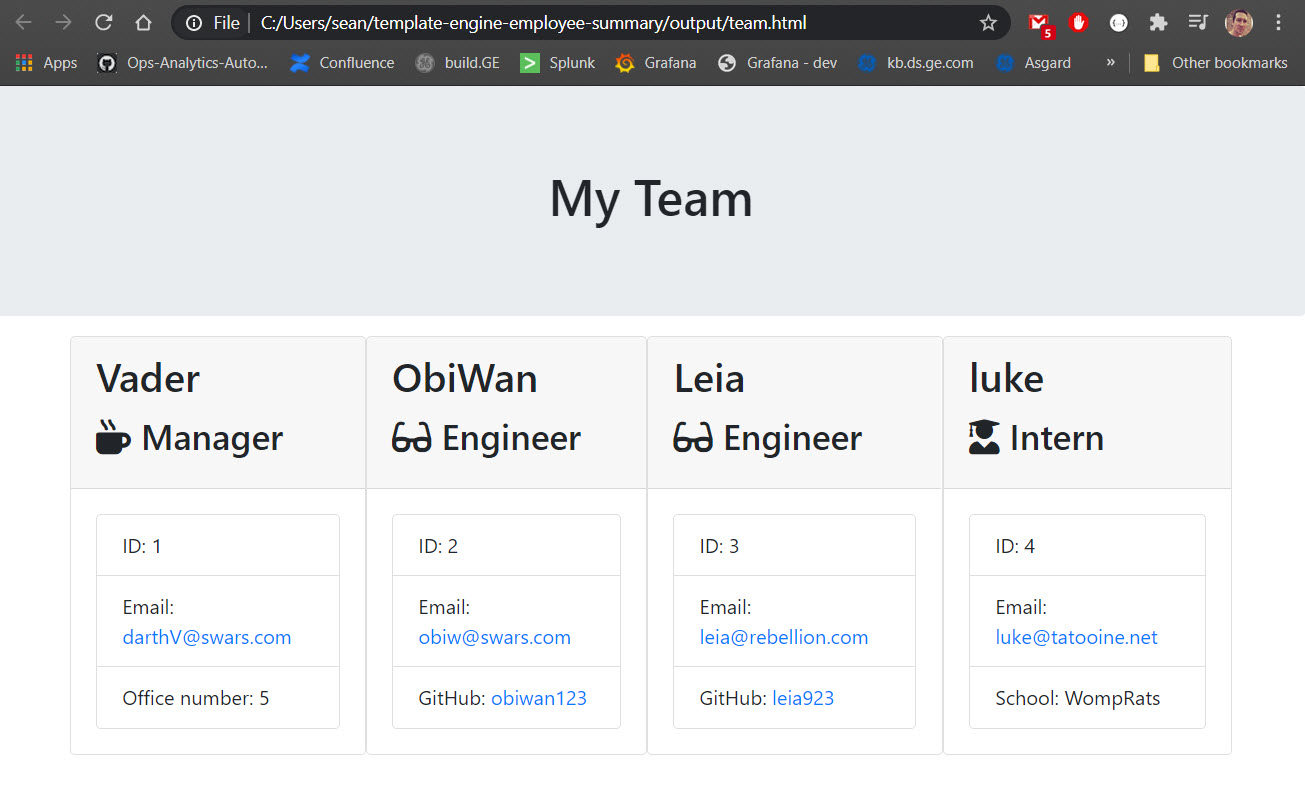 File C:/Users/sean/template-engine-employee-summary/output/team.html
5
Apps Ops-Analytics-Auto... Confluence build.GE Splunk Grafana Grafana - dev kb.ds.ge.com Asgard » Other bookmarks
My Team
Vader
Manager
ID: 1
Email:
darthV@swars.com
Office number: 5
ObiWan
Engineer
ID: 2
Email:
obiw@swars.com
GitHub: obiwan123
Leia
Engineer
ID: 3
Email:
leia@rebellion.com
GitHub: leia923
luke
Intern
ID: 4
Email:
luke@tatooine.net
School: WompRats